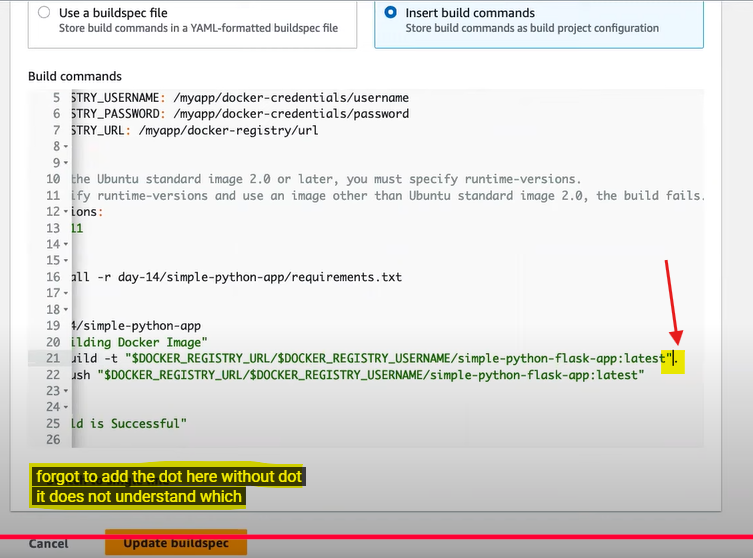 Use a buildspec file
Store build commands in a YAML-formatted buildspec file
Insert build commands
Store build commands as build project configuration
Build commands
5 STRY_USERNAME: /myapp/docker-credentials/username
6 STRY_PASSWORD: /myapp/docker-credentials/password
7 STRY_URL: /myapp/docker-registry/url
8
9
10 the Ubuntu standard image 2.0 or later, you must specify runtime-versions.
11 ify runtime-versions and use an image other than Ubuntu standard image 2.0, the build fails.
12 ions:
13 11
14
15
16 all -r day-14/simple-python-app/requirements.txt
17
18
19 4/simple-python-app
20 ilding Docker Image"
21 uild -t "$DOCKER_REGISTRY_URL/$DOCKER_REGISTRY_USERNAME/simple-python-flask-app:latest".
22 ush "$DOCKER_REGISTRY_URL/$DOCKER_REGISTRY_USERNAME/simple-python-flask-app:latest"
23
24
25 ld is Successful"
26
forgot to add the dot here without dot
it does not understand which
Cancel
Update buildspec